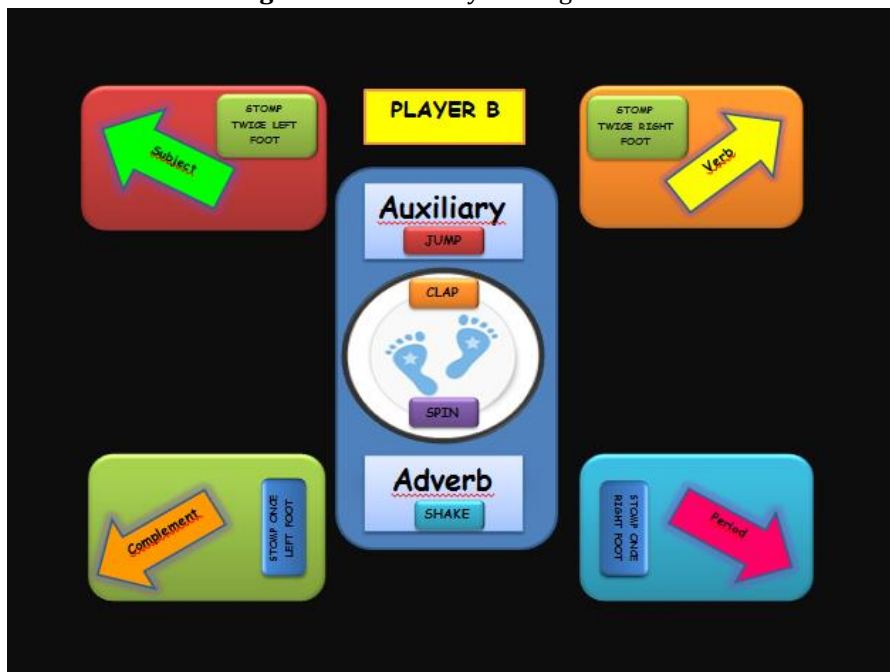 STOMP
TWICE LEFT
FOOT
Subject
PLAYER B
STOMP
TWICE RIGHT
FOOT
Verb
Auxiliary
JUMP
CLAP
SPIN
Adverb
SHAKE
Complement
STOMP ONCE
LEFT FOOT
STOMP ONCE
RIGHT FOOT
Period